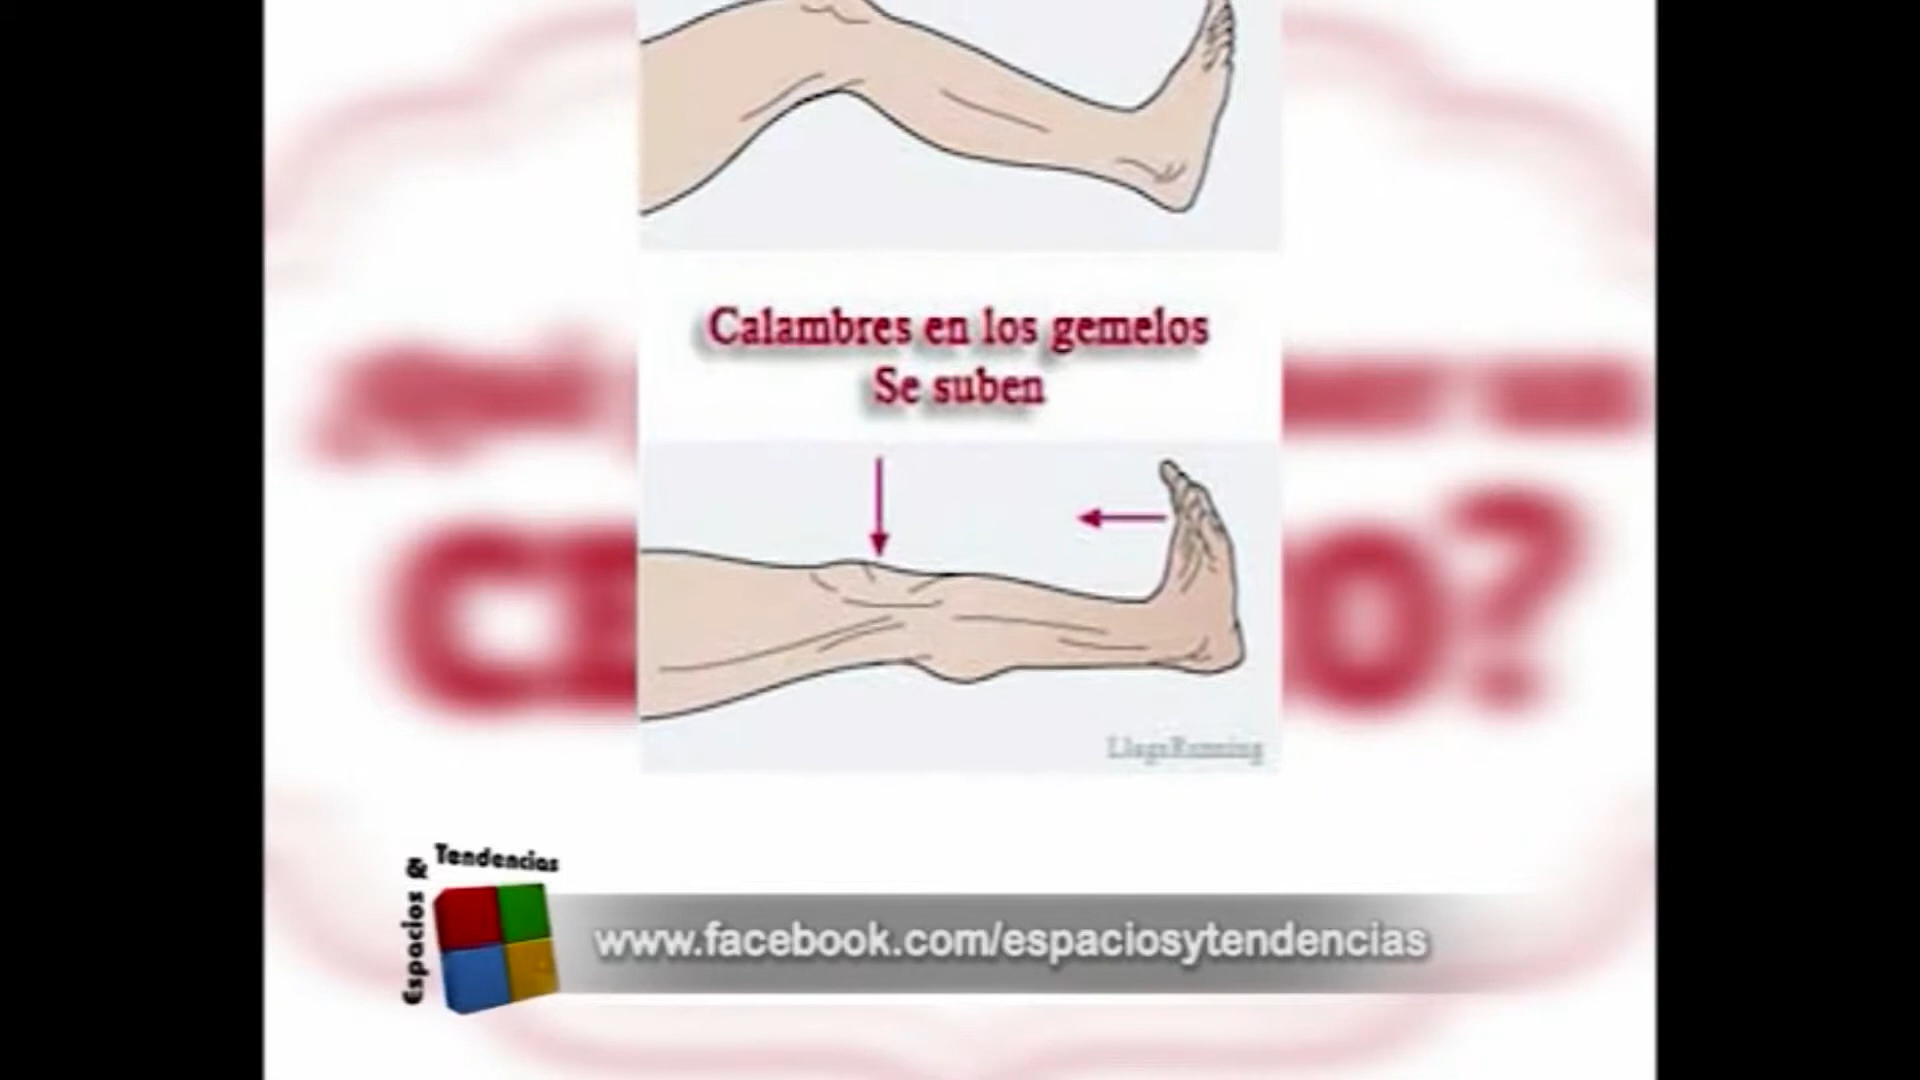 Calambres en los gemelos
Se suben
Espacios & Tendencias
www.facebook.com/espaciosytendencias